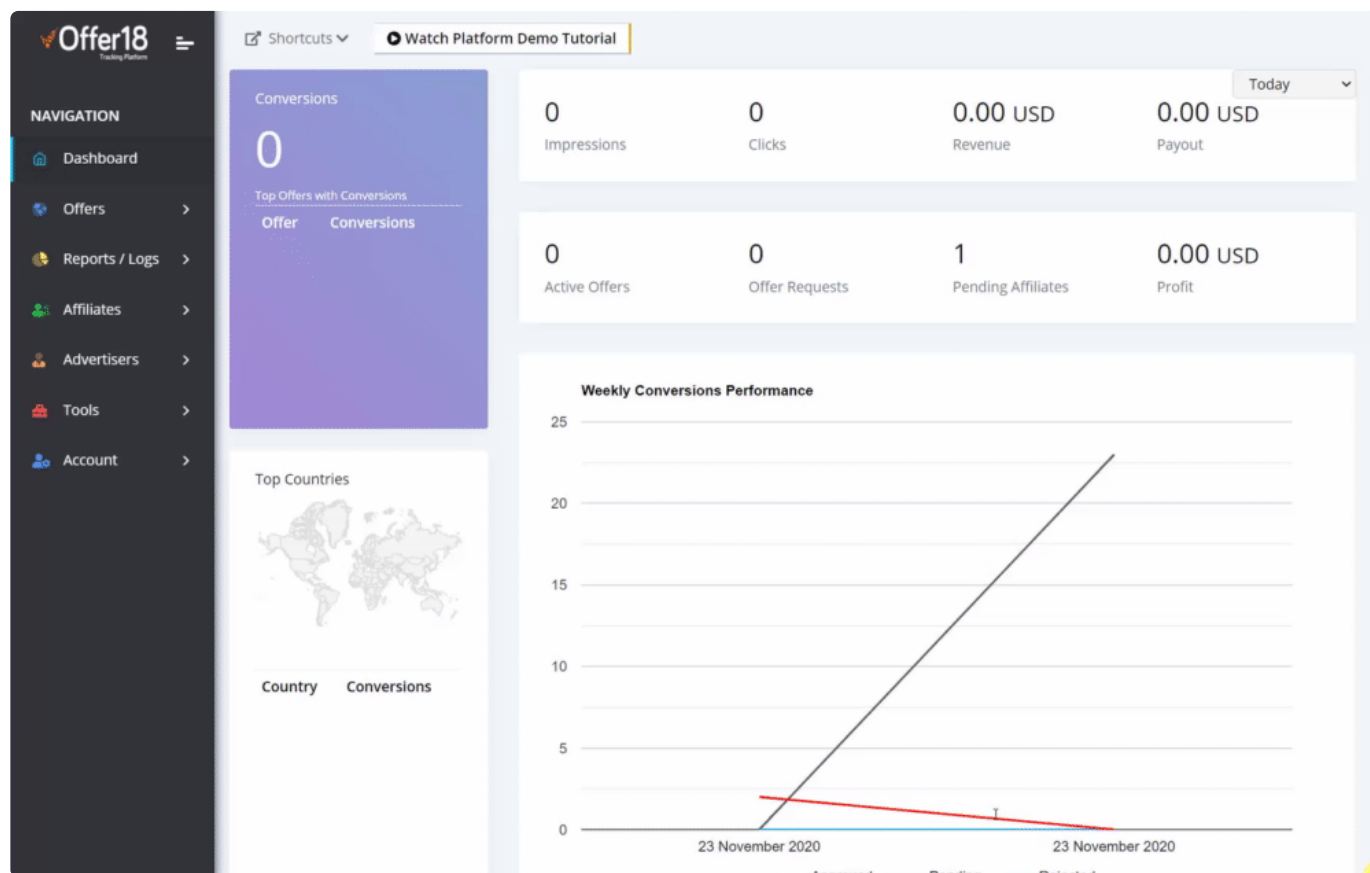 Offer18
Tracking Platform
Shortcuts
Watch Platform Demo Tutorial
NAVIGATION
Dashboard
Offers
Reports / Logs
Affiliates
Advertisers
Tools
Account
Conversions
0
Top Offers with Conversions
Offer Conversions
Today
0 0 0.00 USD 0.00 USD
Impressions Clicks Revenue Payout
0 0 1 0.00 USD
Active Offers Offer Requests Pending Affiliates Profit
Top Countries
Country Conversions
Weekly Conversions Performance
25
20
15
10
5
0
23 November 2020 23 November 2020
Approved Pending Rejected